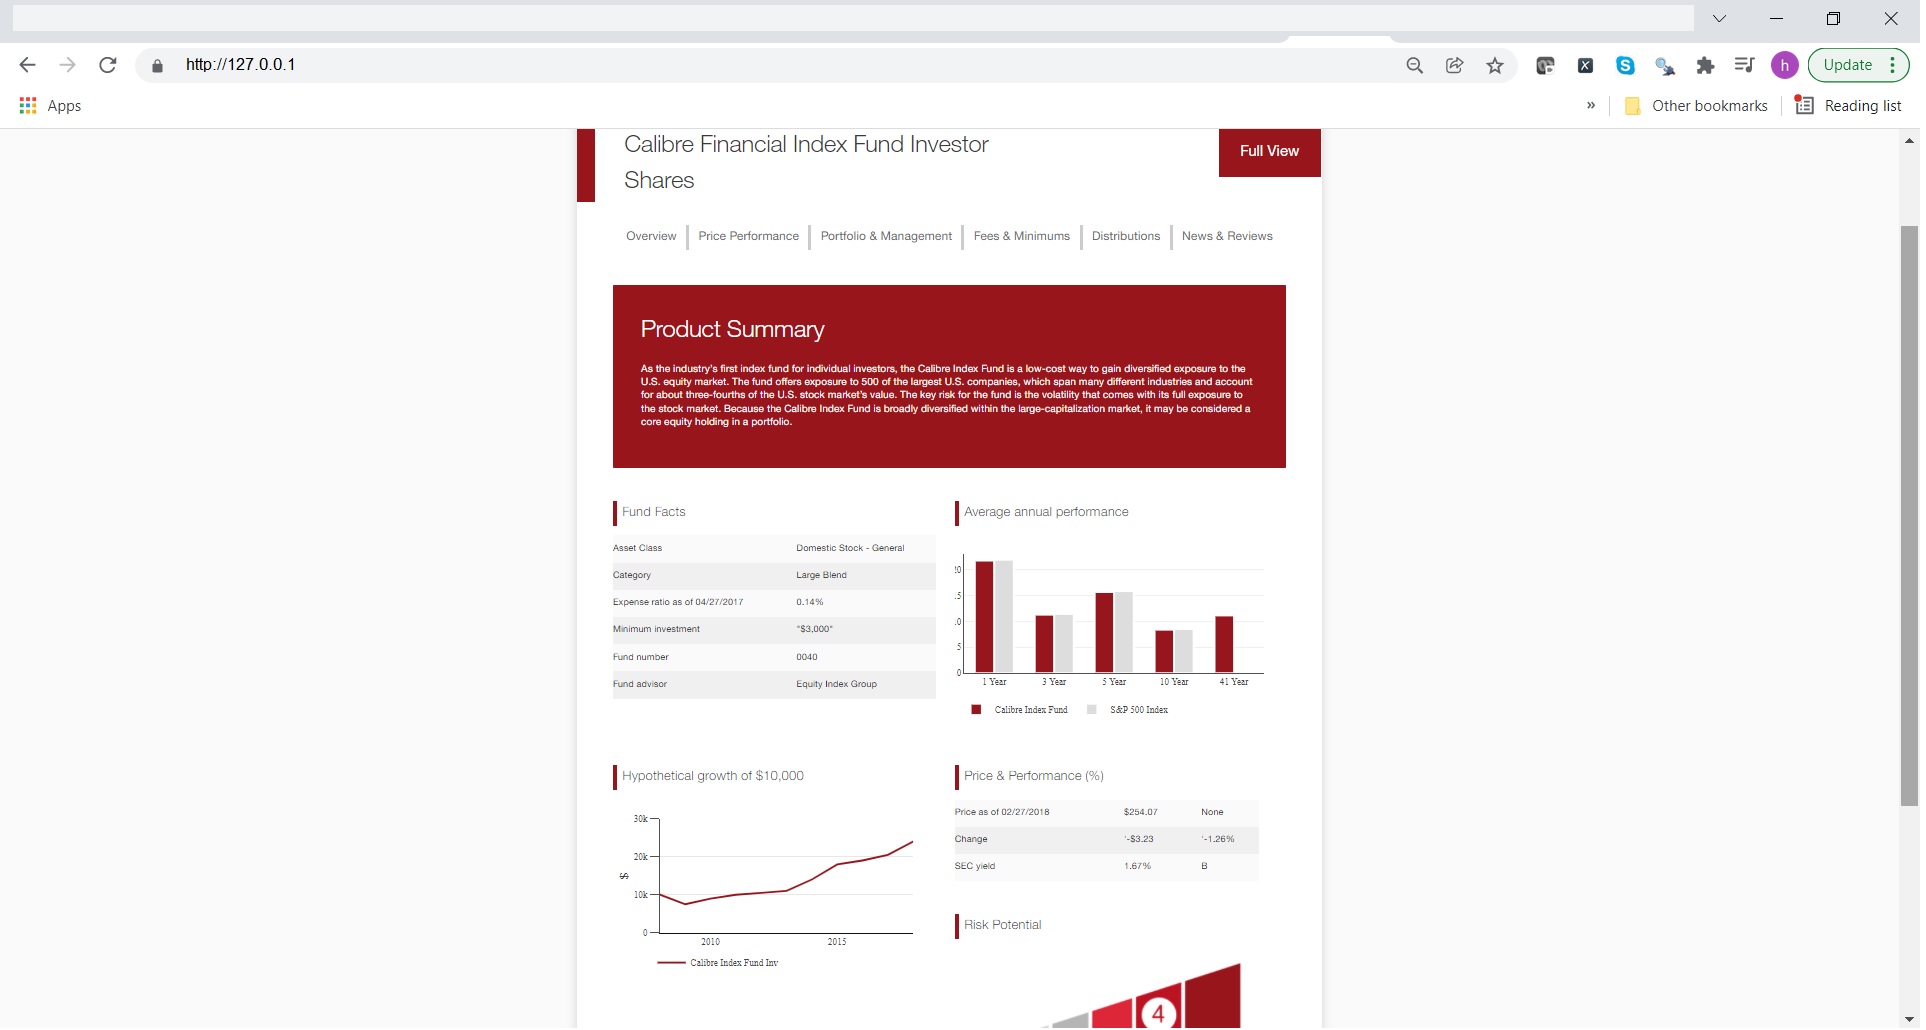 http://127.0.0.1
h
Update
Apps
»
Other bookmarks
Reading list
Calibre Financial Index Fund Investor
Shares
Full View
Overview
Price Performance
Portfolio & Management
Fees & Minimums
Distributions
News & Reviews
Product Summary
As the industry's first index fund for individual investors, the Calibre Index Fund is a low-cost way to gain diversified exposure to the
U.S. equity market. The fund offers exposure to 500 of the largest U.S. companies, which span many different industries and account
for about three-fourths of the U.S. stock market's value. The key risk for the fund is the volatility that comes with its full exposure to
the stock market. Because the Calibre Index Fund is broadly diversified within the large-capitalization market, it may be considered a
core equity holding in a portfolio.
Fund Facts
Asset Class Domestic Stock - General
Category Large Blend
Expense ratio as of 04/27/2017 0.14%
Minimum investment "$3,000"
Fund number 0040
Fund advisor Equity Index Group
Average annual performance
20
5
0
5
0
1 Year 3 Year 5 Year 10 Year 41 Year
Calibre Index Fund S&P 500 Index
Hypothetical growth of $10,000
30k
20k
$
10k
0
2010 2015
Calibre Index Fund Inv
Price & Performance (%)
Price as of 02/27/2018 $254.07 None
Change '-$3.23 '-1.26%
SEC yield 1.67% B
Risk Potential
4